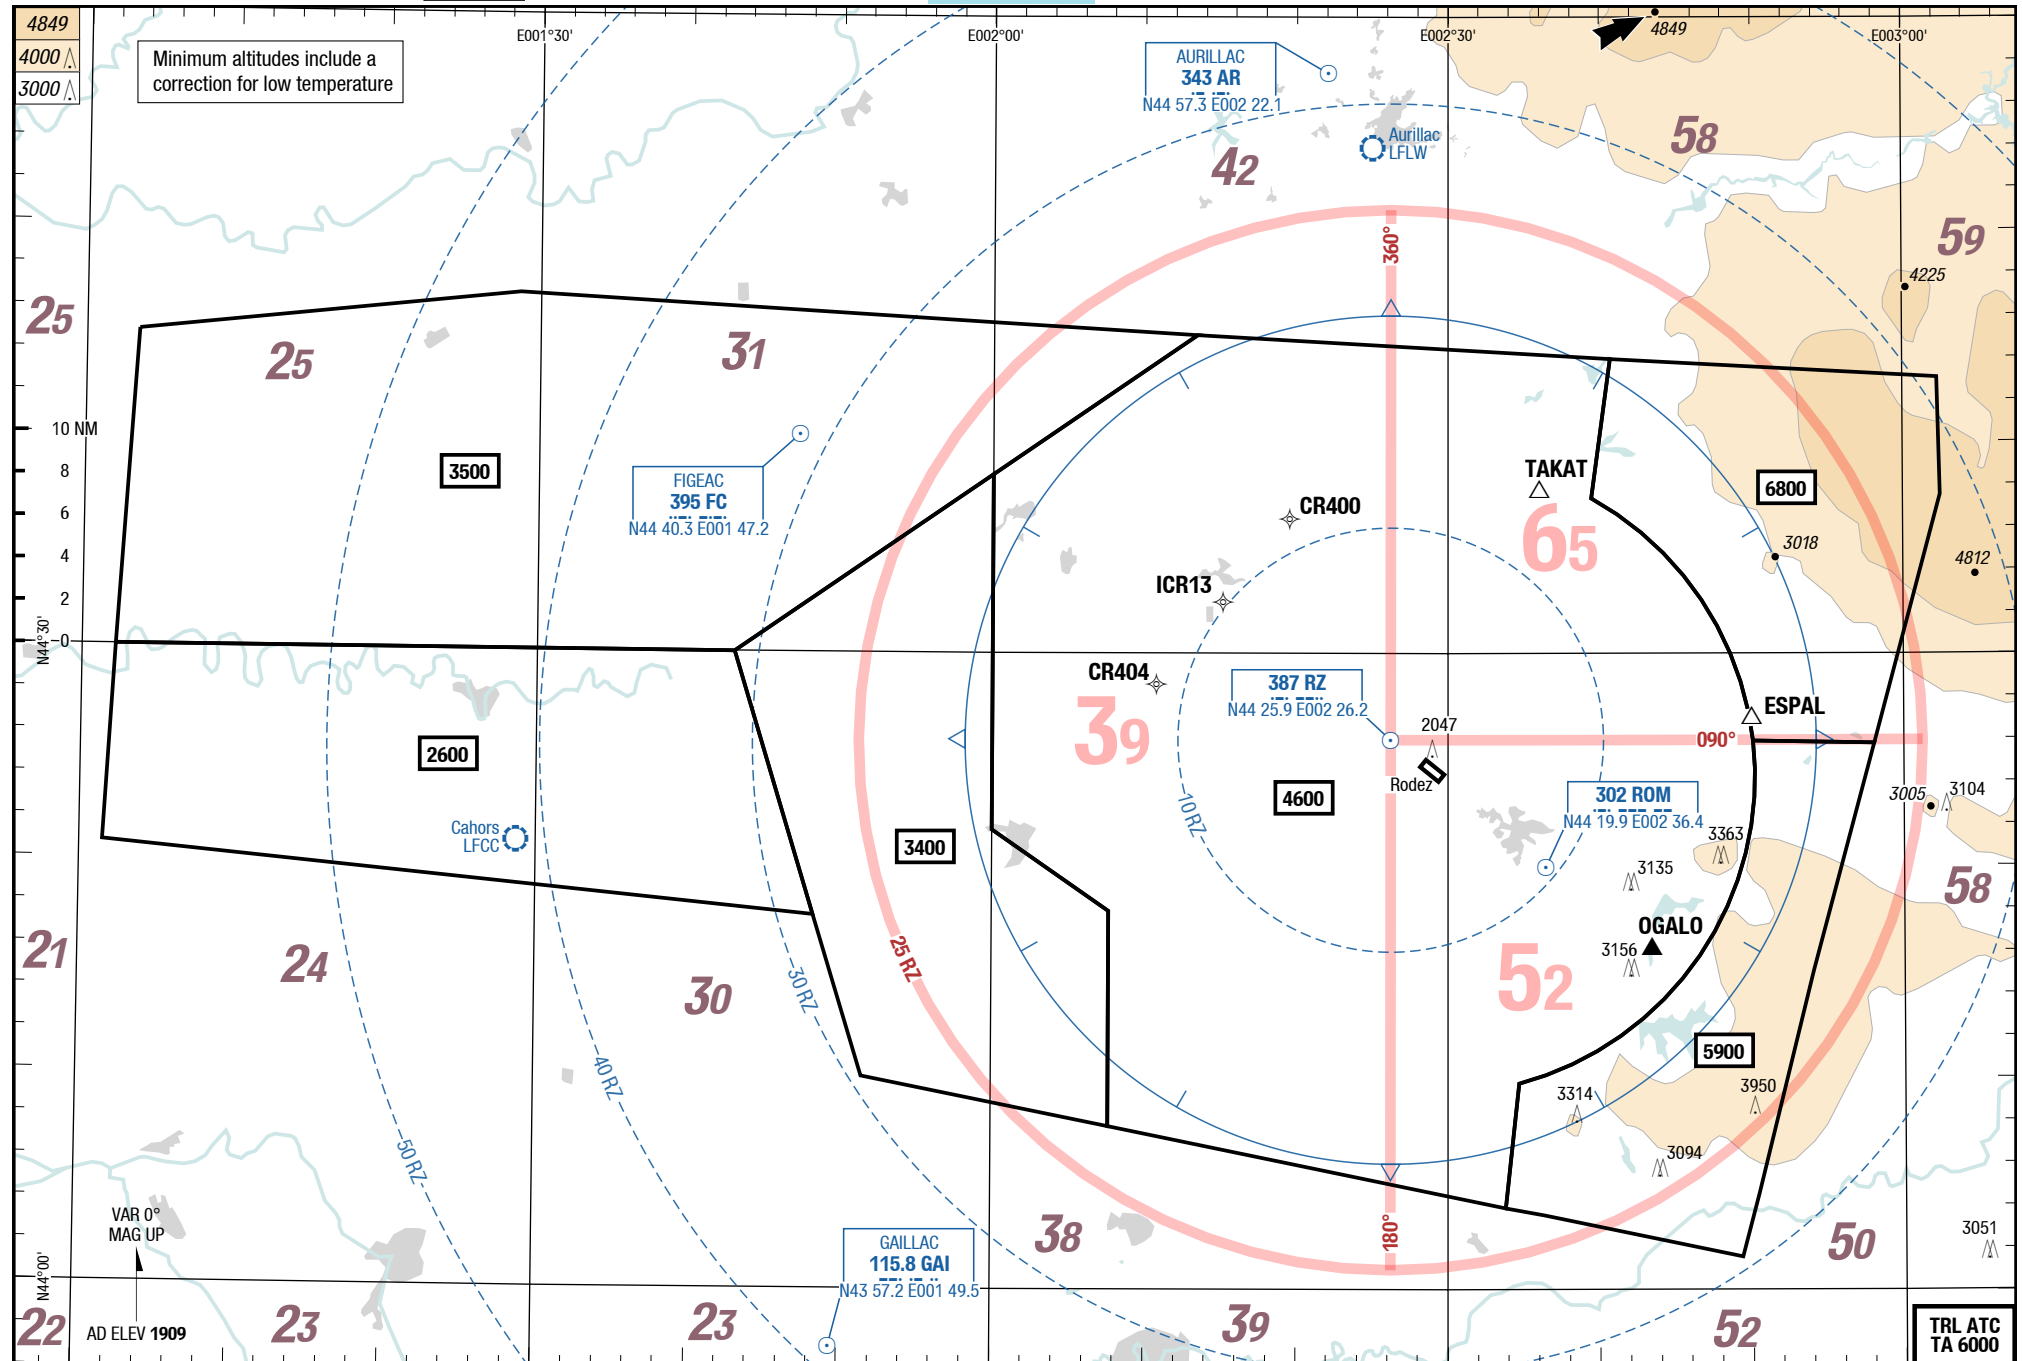 4849
4000
3000
Minimum altitudes include a
correction for low temperature
E001°30'
E002°00'
E002°30'
E003°00'
4849
AURILLAC
343 AR
N44 57.3 E002 22.1
Aurillac
LFLW
42
58
59
4225
360°
25
25
31
10 NM
8
6
4
2
0
N44°30'
3500
FIGEAC
395 FC
N44 40.3 E001 47.2
TAKAT
CR400
65
6800
3018
4812
ICR13
CR404
39
387 RZ
N44 25.9 E002 26.2
2047
Rodez
090°
ESPAL
2600
Cahors
LFCC
3400
4600
10 RZ
302 ROM
N44 19.9 E002 36.4
3005
3104
3363
3135
58
OGALO
3156
52
21
24
30
25 RZ
30 RZ
40 RZ
50 RZ
5900
3950
3314
3094
VAR 0°
MAG UP
AD ELEV 1909
N44°00'
GAILLAC
115.8 GAI
N43 57.2 E001 49.5
38
180°
50
3051
22
23
23
39
52
TRL ATC
TA 6000